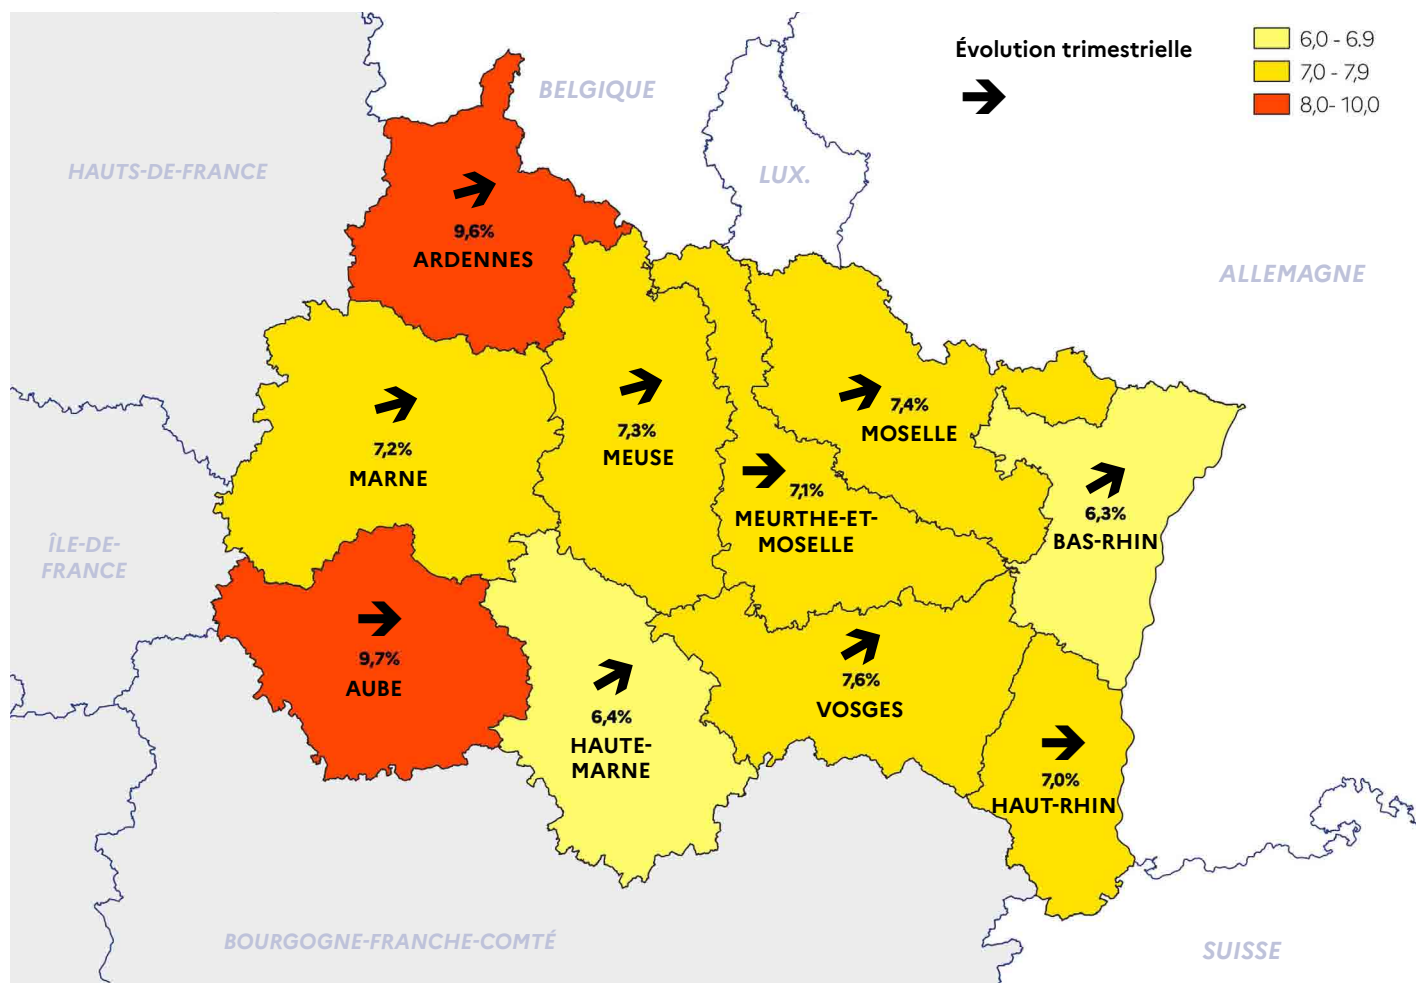 Évolution trimestrielle
6,0 - 6.9
7,0 - 7,9
8,0- 10,0
BELGIQUE
HAUTS-DE-FRANCE
LUX.
ALLEMAGNE
9,6%
ARDENNES
7,2%
MARNE
7,3%
MEUSE
7,4%
MOSELLE
7,1%
MEURTHE-ET-
MOSELLE
6,3%
BAS-RHIN
ÎLE-DE-
FRANCE
9,7%
AUBE
6,4%
HAUTE-
MARNE
7,6%
VOSGES
7,0%
HAUT-RHIN
BOURGOGNE-FRANCHE-COMTÉ
SUISSE